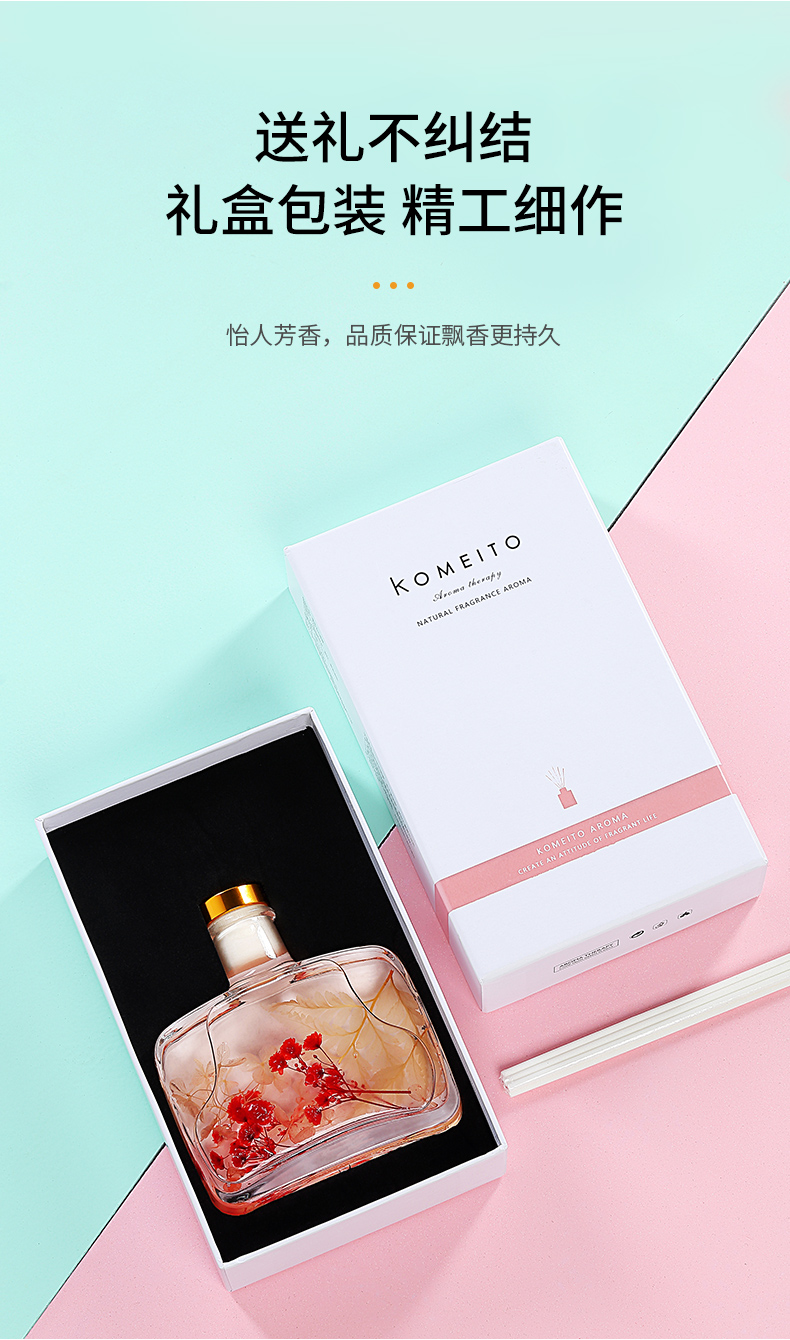 送礼不纠结
礼盒包装 精工细作
怡人芳香，品质保证飘香更持久
KOMEITO
Aroma therapy
NATURAL FRAGRANCE AROMA
KOMEITO AROMA
CREATE AN ATTITUDE OF FRAGRANT LIFE